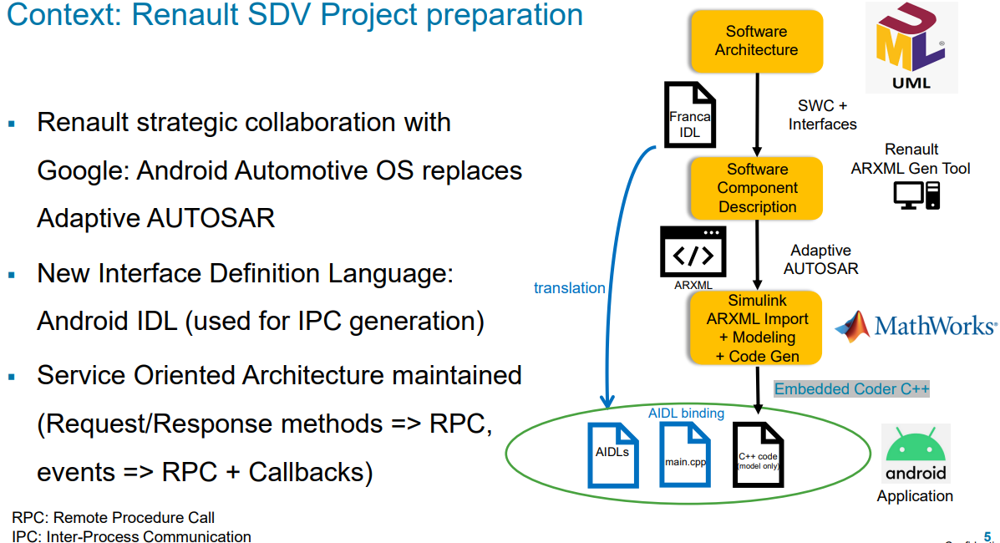 Context: Renault SDV Project preparation
▪ Renault strategic collaboration with
Google: Android Automotive OS replaces
Adaptive AUTOSAR
▪ New Interface Definition Language:
Android IDL (used for IPC generation)
▪ Service Oriented Architecture maintained
(Request/Response methods => RPC,
events => RPC + Callbacks)
RPC: Remote Procedure Call
IPC: Inter-Process Communication
Software
Architecture
UML
®
UML
Franca
IDL
SWC +
Interfaces
Renault
ARXML Gen Tool
Software
Component
Description
</>
ARXML
Adaptive
AUTOSAR
translation
Simulink
ARXML Import
+ Modeling
+ Code Gen
MathWorks®
Embedded Coder C++
AIDL binding
AIDLs
main.cpp
C++ code
(model only)
android
Application
5